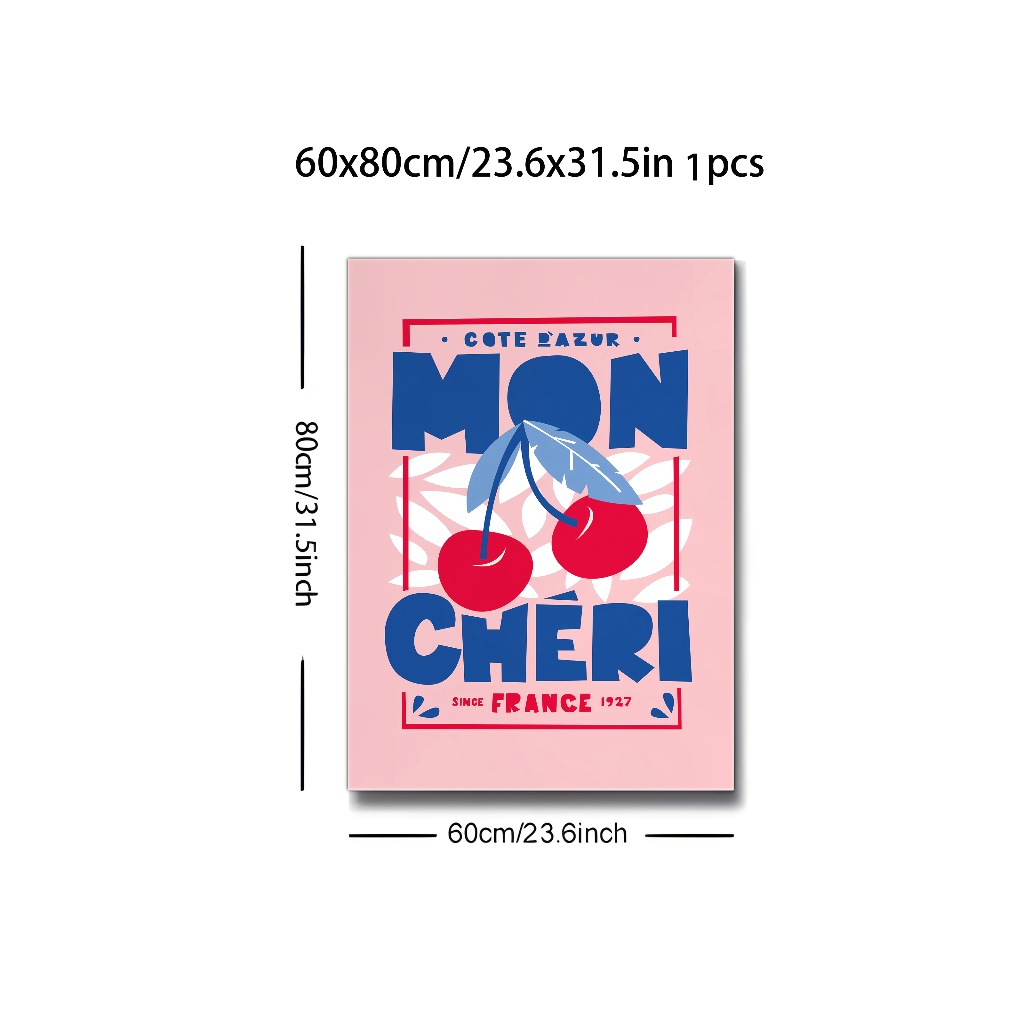 60x80cm/23.6x31.5in 1pcs
80cm/31.5inch
· COTE D'AZUR ·
MON
CHÉRI
SINCE FRANCE 1927
60cm/23.6inch